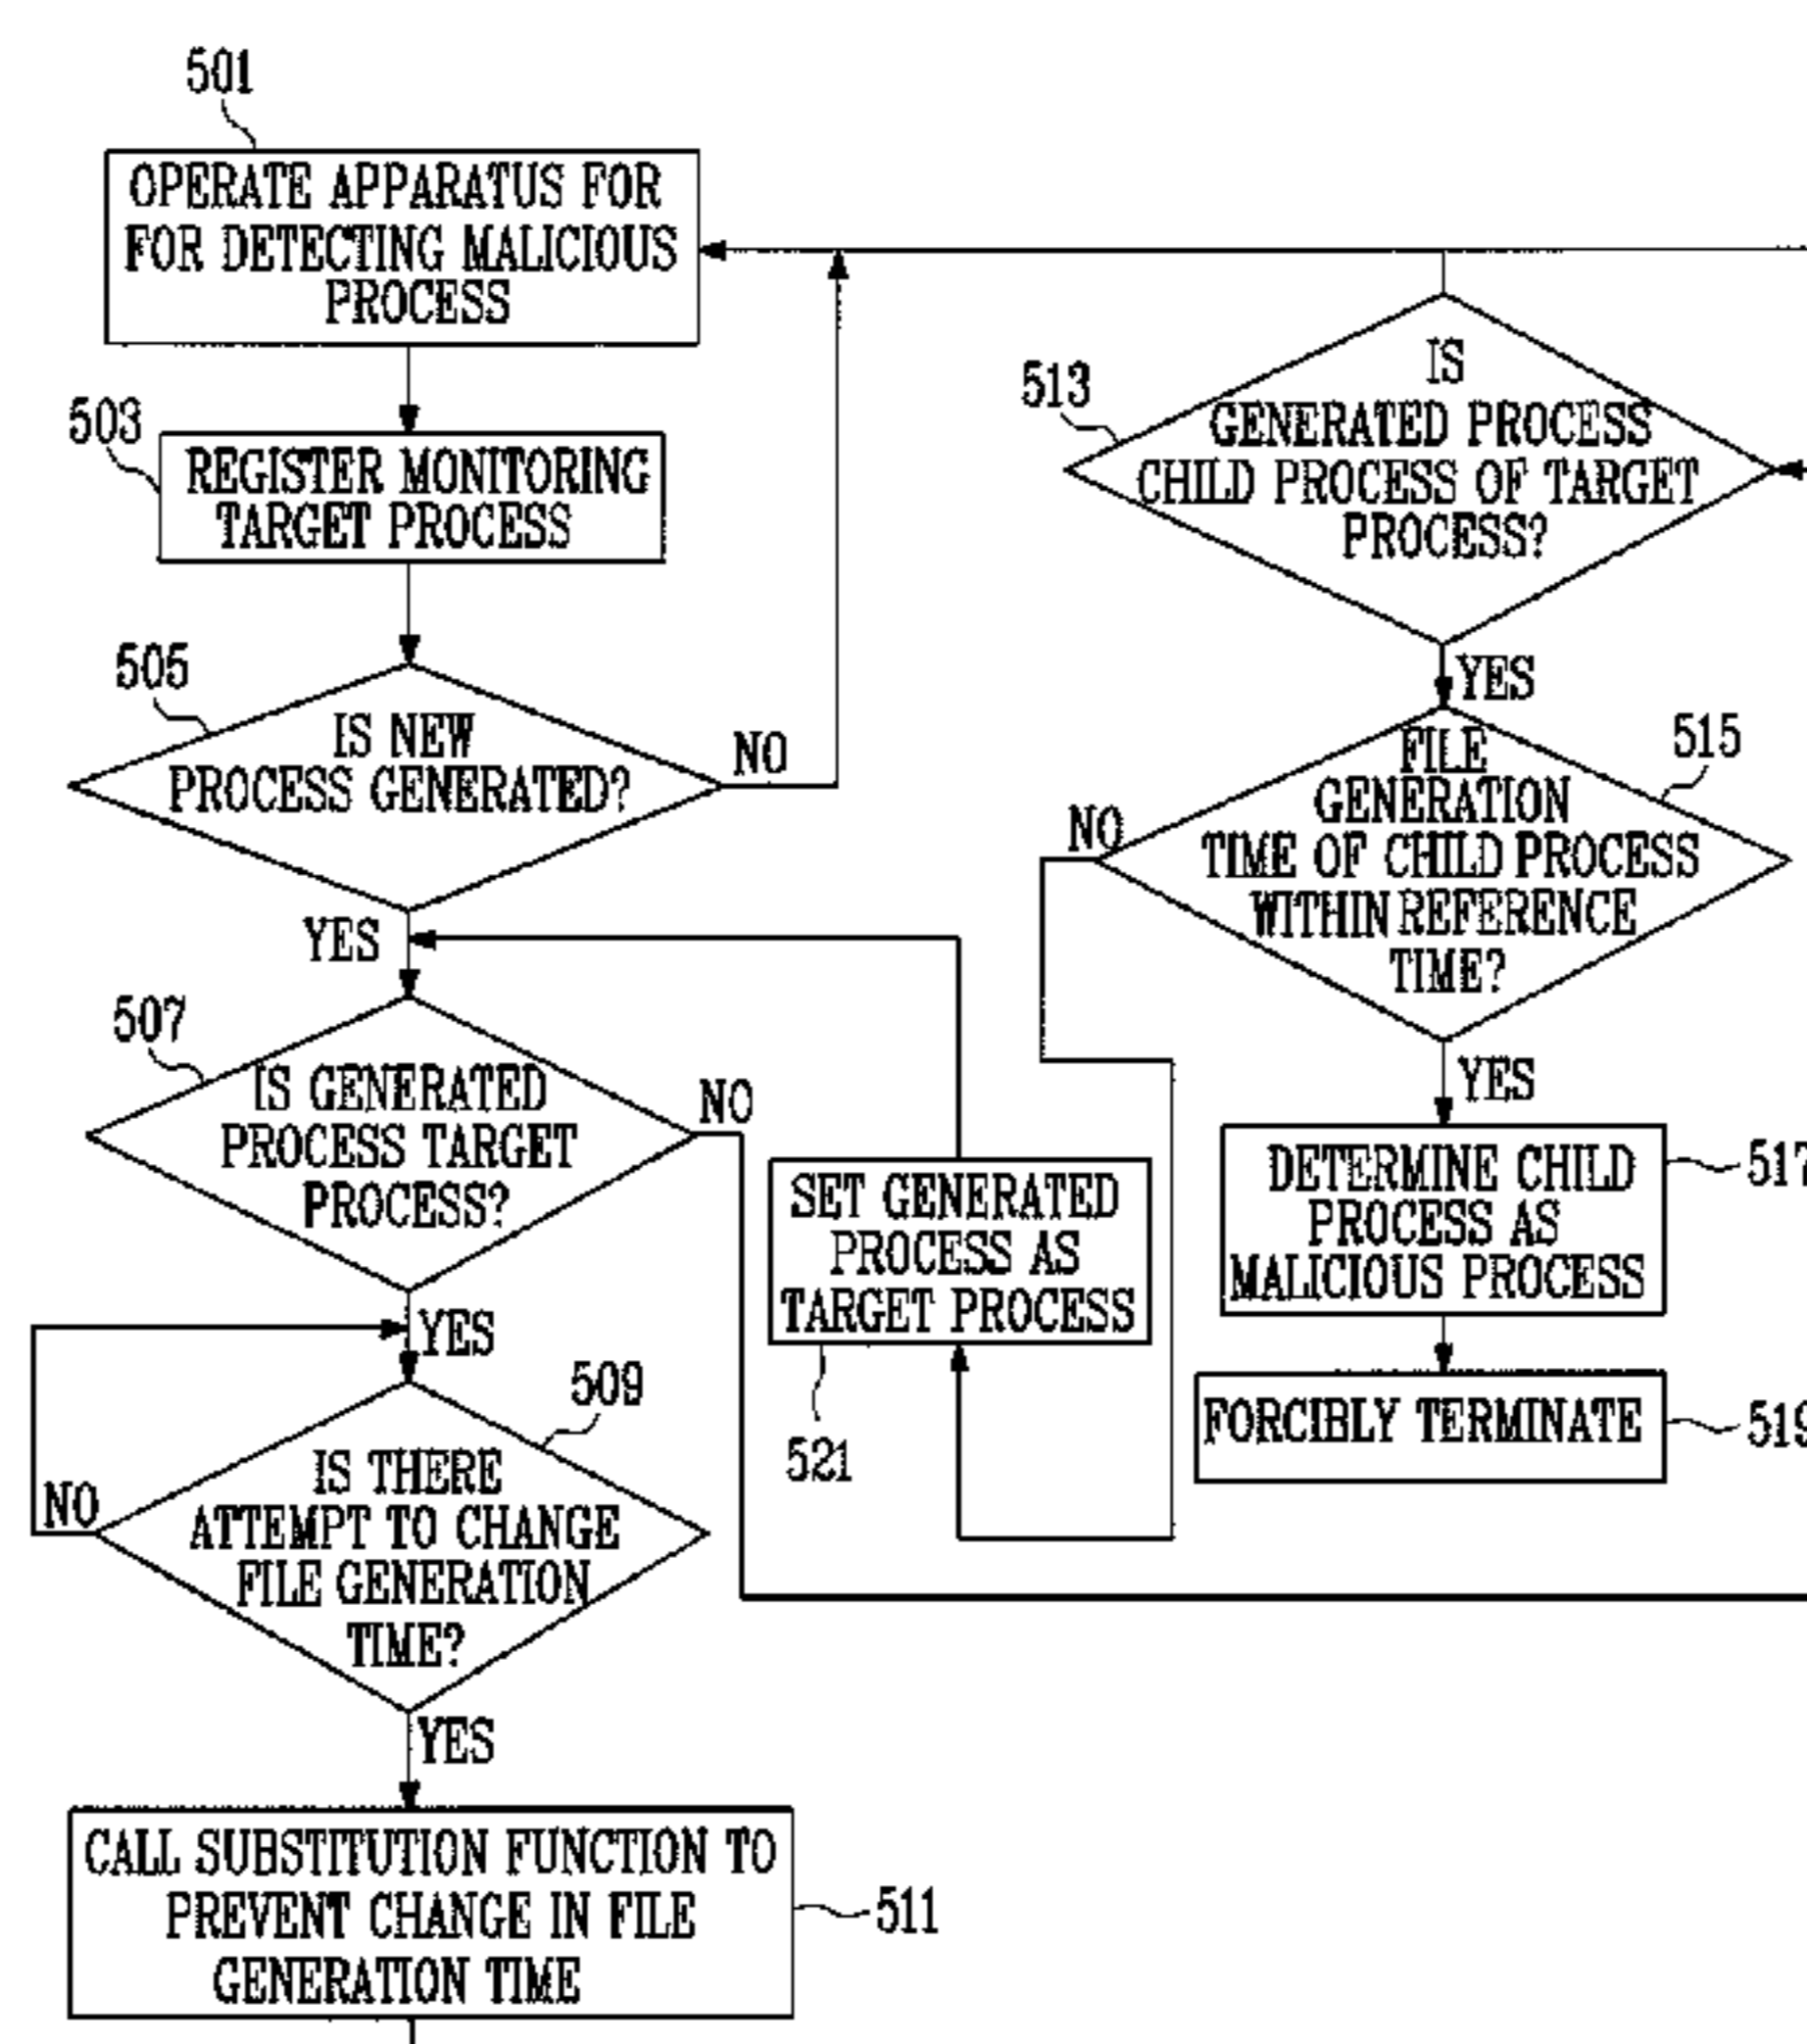 501
OPERATE APPARATUS FOR
FOR DETECTING MALICIOUS
PROCESS
503
REGISTER MONITORING
TARGET PROCESS
505
IS NEW
PROCESS GENERATED?
NO
YES
507
IS GENERATED
PROCESS TARGET
PROCESS?
NO
YES
509
IS THERE
ATTEMPT TO CHANGE
FILE GENERATION
TIME?
NO
YES
CALL SUBSTITUTION FUNCTION TO
PREVENT CHANGE IN FILE
GENERATION TIME
511
SET GENERATED
PROCESS AS
TARGET PROCESS
521
513
IS
GENERATED PROCESS
CHILD PROCESS OF TARGET
PROCESS?
YES
515
FILE
GENERATION
TIME OF CHILD PROCESS
WITHIN REFERENCE
TIME?
NO
YES
DETERMINE CHILD
PROCESS AS
MALICIOUS PROCESS
517
FORCIBLY TERMINATE
519